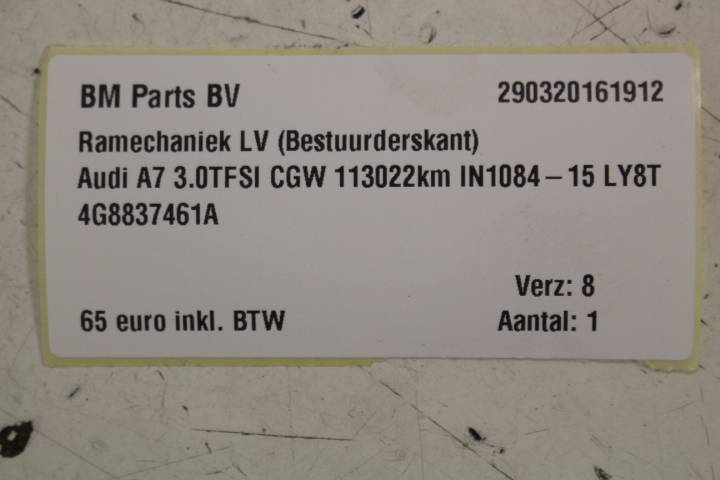 BM Parts BV 290320161912
Ramechaniek LV (Bestuurderskant)
Audi A7 3.0TFSI CGW 113022km IN1084-15 LY8T
4G8837461A
Verz: 8
65 euro inkl. BTW Aantal: 1